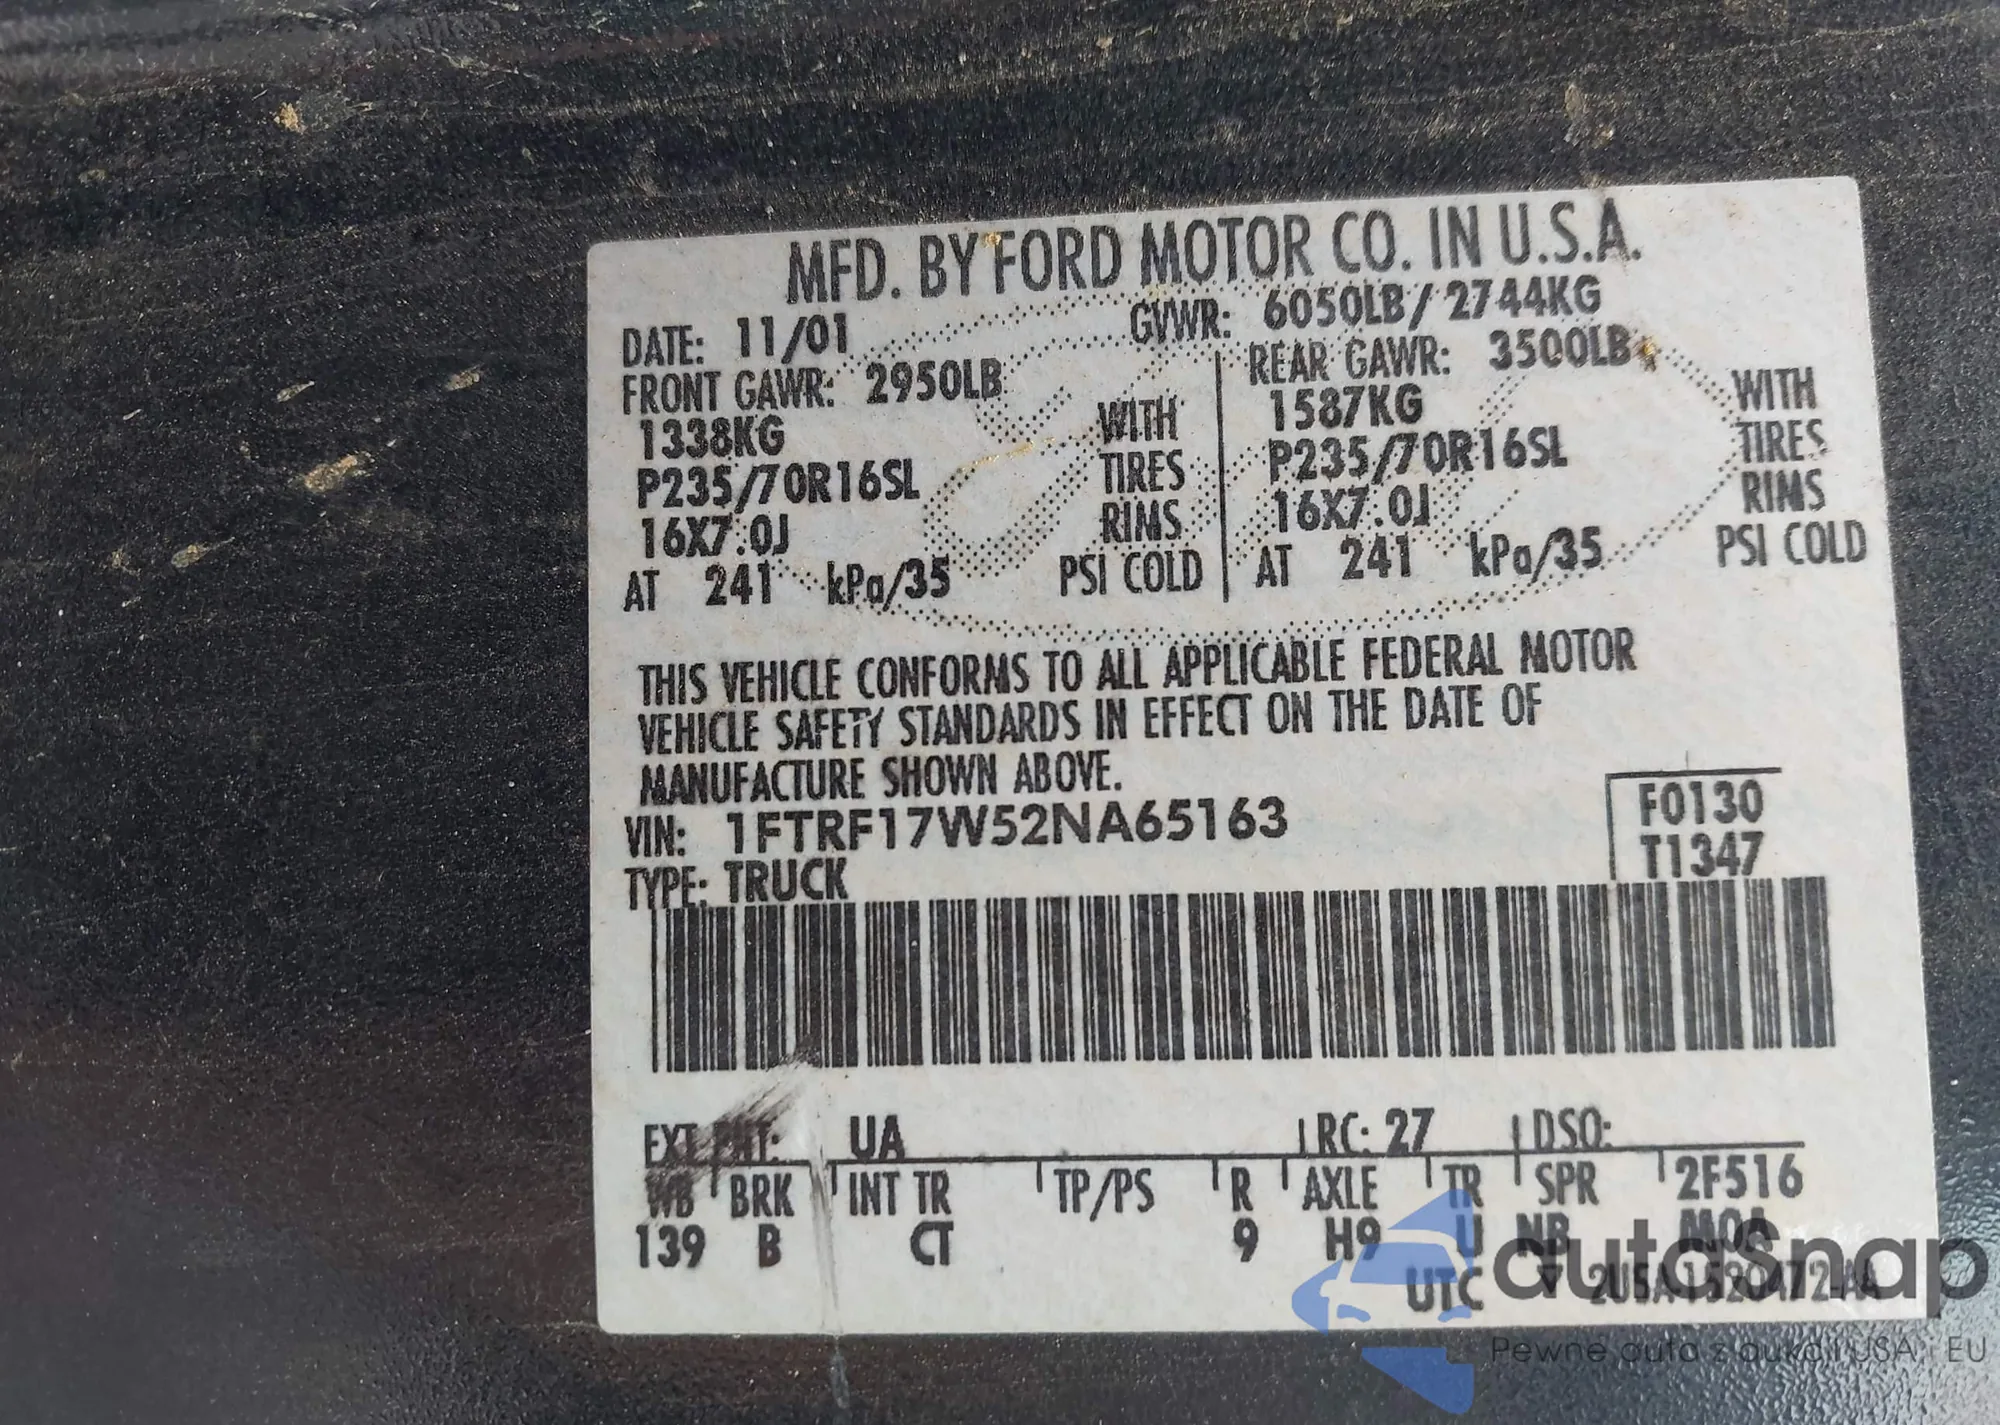 MFD. BY FORD MOTOR CO. IN U.S.A.
DATE: 11/01 GVWR: 6050LB/ 2744KG
FRONT GAWR: 2950LB REAR GAWR: 3500LB
1338KG WITH 1587KG WITH
P235/70R16SL TIRES P235/70R16SL TIRES
16X7.0J RIMS 16X7.0J RIMS
AT 241 kPa/35 PSI COLD AT 241 kPa/35 PSI COLD
THIS VEHICLE CONFORMS TO ALL APPLICABLE FEDERAL MOTOR
VEHICLE SAFETY STANDARDS IN EFFECT ON THE DATE OF
MANUFACTURE SHOWN ABOVE.
VIN: 1FTRF17W52NA65163 F0130
TYPE: TRUCK T1347
EXT PNT: UA RC: 27 DSO:
WB BRK INT TR TP/PS R AXLE TR SPR 2F516
139 B CT 9 H9 U NB M0A
UTC ▽ 2U5A1520472AA
autoSnap
Pewne auta z aukcji USA i EU